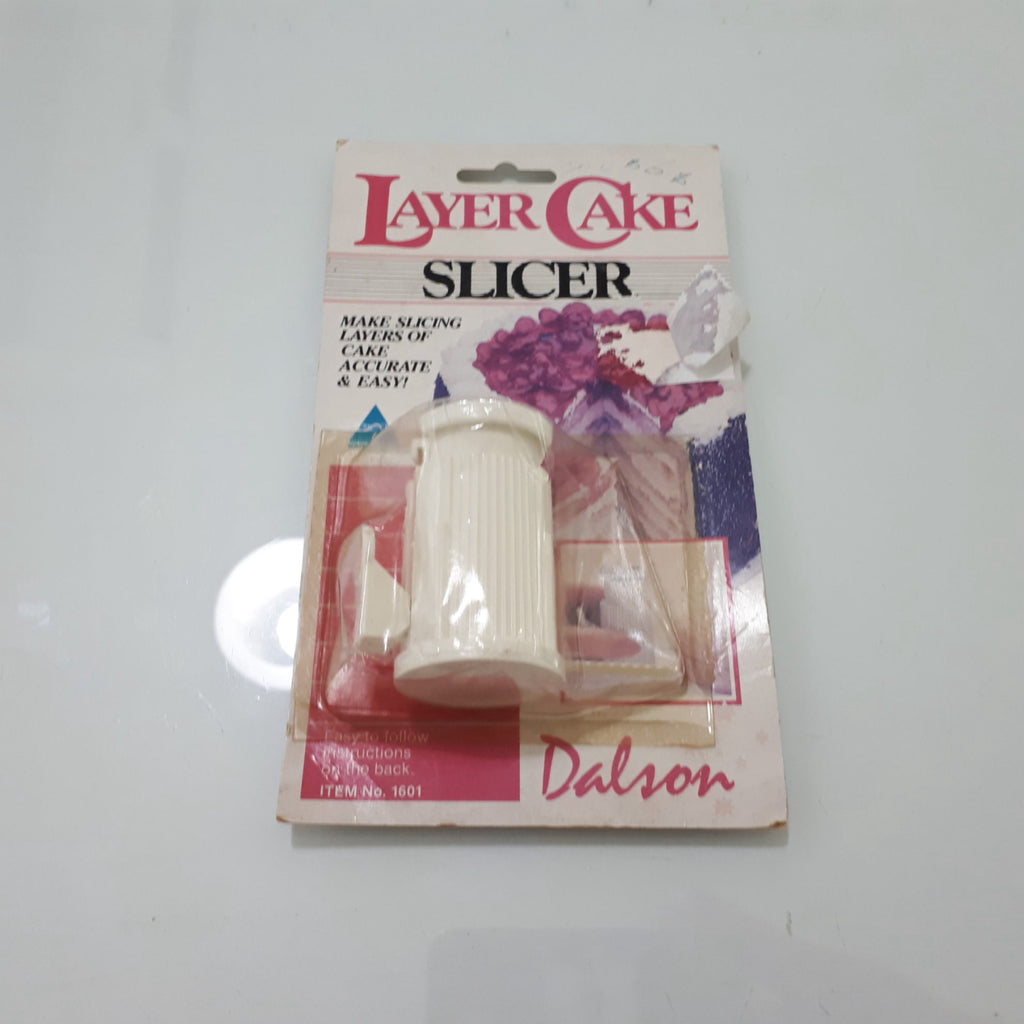 LAYER CAKE
SLICER
MAKE SLICING
LAYERS OF
CAKE
ACCURATE
& EASY!
Easy to follow
instructions
on the back.
ITEM No. 1601
Dalson